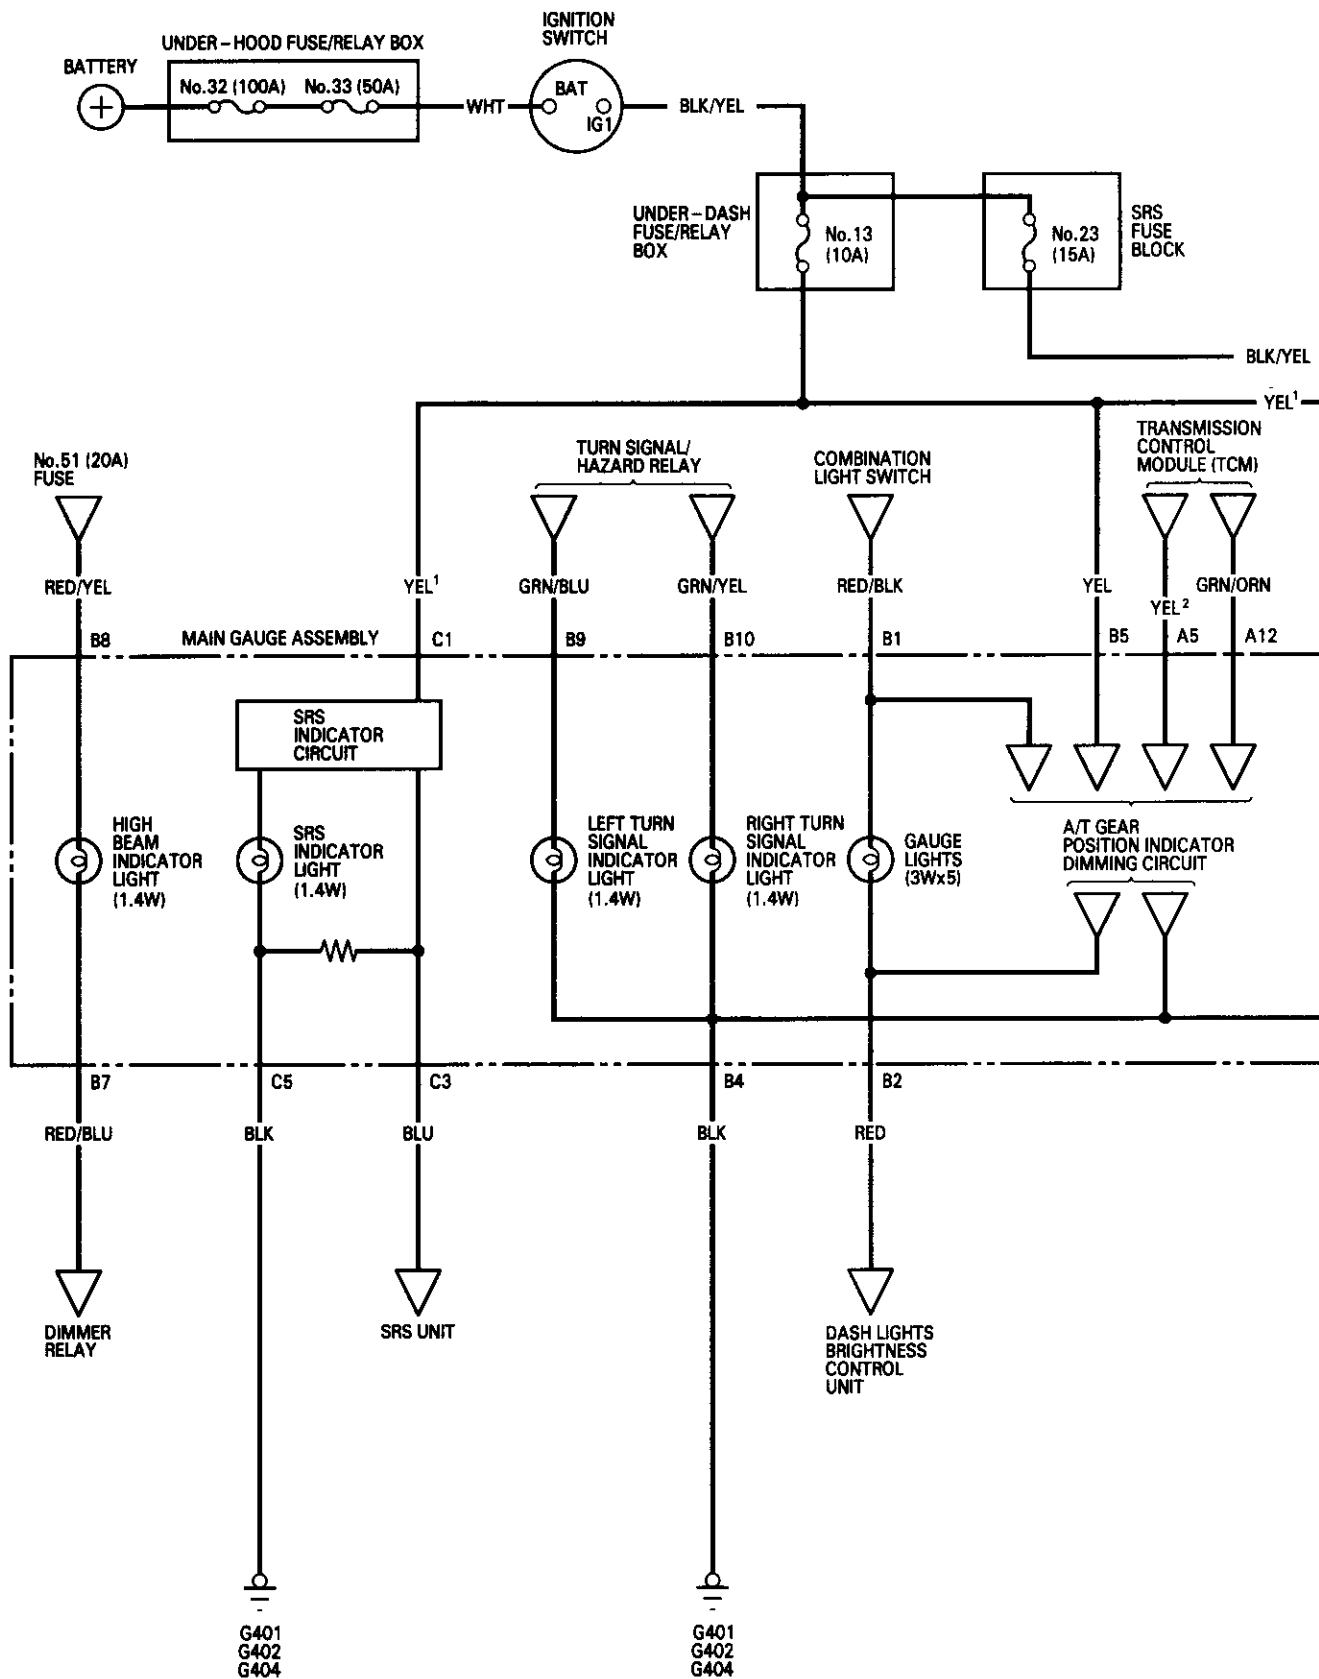 IGNITION
SWITCH
UNDER-HOOD FUSE/RELAY BOX
BATTERY
No.32 (100A) No.33 (50A)
BAT
WHT
BLK/YEL
IG1
UNDER-DASH
FUSE/RELAY
BOX
No.13
(10A)
No.23
(15A)
SRS
FUSE
BLOCK
BLK/YEL
YEL¹
No.51 (20A)
FUSE
TURN SIGNAL/
HAZARD RELAY
COMBINATION
LIGHT SWITCH
TRANSMISSION
CONTROL
MODULE (TCM)
RED/YEL
YEL¹
GRN/BLU
GRN/YEL
RED/BLK
YEL
YEL²
GRN/ORN
B8
MAIN GAUGE ASSEMBLY
C1
B9
B10
B1
B5
A5
A12
SRS
INDICATOR
CIRCUIT
HIGH
BEAM
INDICATOR
LIGHT
(1.4W)
SRS
INDICATOR
LIGHT
(1.4W)
LEFT TURN
SIGNAL
INDICATOR
LIGHT
(1.4W)
RIGHT TURN
SIGNAL
INDICATOR
LIGHT
(1.4W)
GAUGE
LIGHTS
(3Wx5)
A/T GEAR
POSITION INDICATOR
DIMMING CIRCUIT
B7
C5
C3
B4
B2
RED/BLU
BLK
BLU
BLK
RED
DIMMER
RELAY
SRS UNIT
DASH LIGHTS
BRIGHTNESS
CONTROL
UNIT
G401
G402
G404
G401
G402
G404